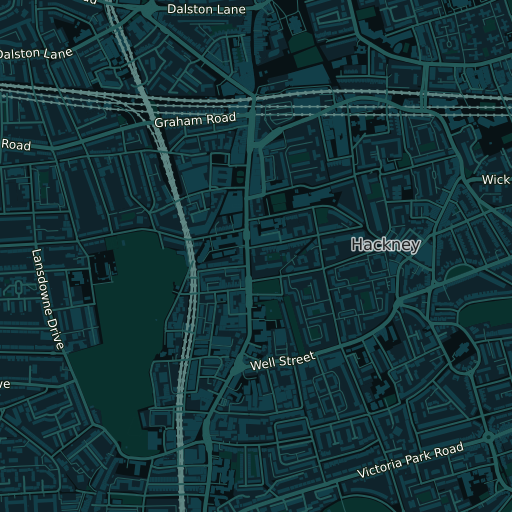 Dalston Lane
Dalston Lane
Graham Road
Road
Wick
Hackney
Lansdowne Drive
Well Street
ve
Victoria Park Road